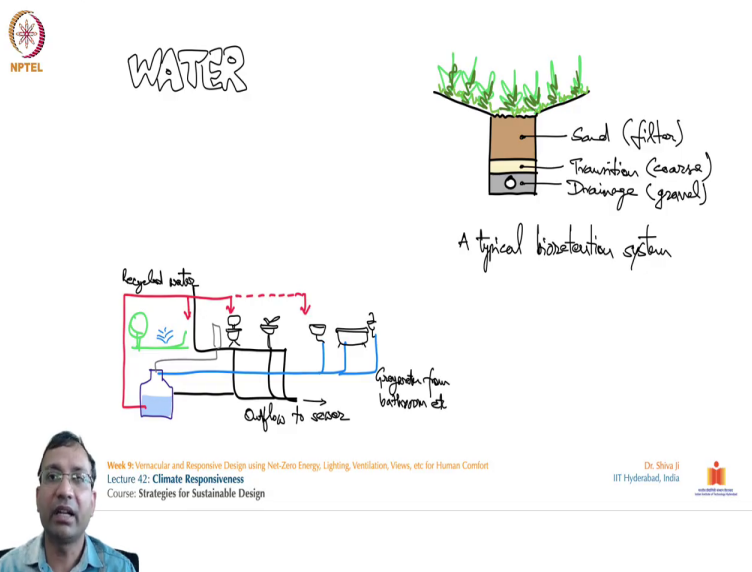 NPTEL
WATER
Sand (filter)
Transition (coarse)
Drainage (gravel)
A typical bioretention system
Recycled water
Greywater from
bathroom etc
Outflow to sewer
Week 9: Vernacular and Responsive Design using Net-Zero Energy, Lighting, Ventilation, Views, etc for Human Comfort
Lecture 42: Climate Responsiveness
Course: Strategies for Sustainable Design
Dr. Shiva Ji
IIT Hyderabad, India